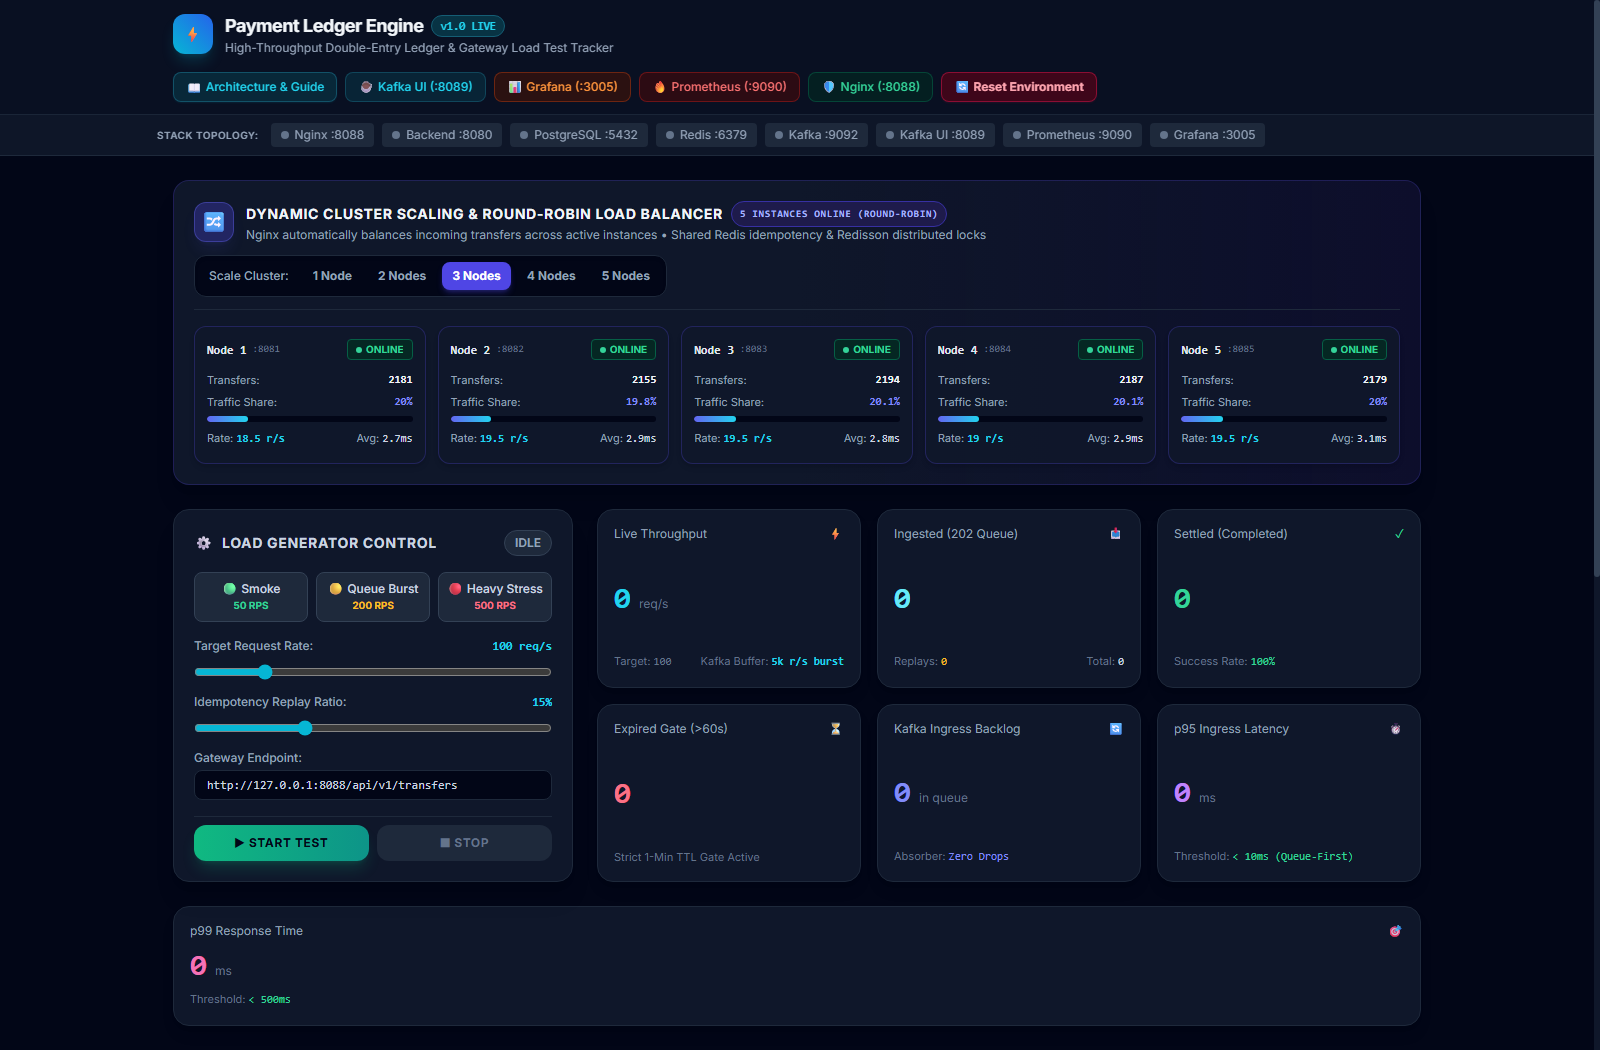 Payment Ledger Engine v1.0 LIVE
High-Throughput Double-Entry Ledger & Gateway Load Test Tracker
Architecture & Guide Kafka UI (:8089) Grafana (:3005) Prometheus (:9090) Nginx (:8088) Reset Environment
STACK TOPOLOGY: Nginx :8088 Backend :8080 PostgreSQL :5432 Redis :6379 Kafka :9092 Kafka UI :8089 Prometheus :9090 Grafana :3005
DYNAMIC CLUSTER SCALING & ROUND-ROBIN LOAD BALANCER 5 INSTANCES ONLINE (ROUND-ROBIN)
Nginx automatically balances incoming transfers across active instances • Shared Redis idempotency & Redisson distributed locks
Scale Cluster: 1 Node 2 Nodes 3 Nodes 4 Nodes 5 Nodes
Node 1 :8081 ONLINE
Transfers: 2181
Traffic Share: 20%
Rate: 18.5 r/s Avg: 2.7ms
Node 2 :8082 ONLINE
Transfers: 2155
Traffic Share: 19.8%
Rate: 19.5 r/s Avg: 2.9ms
Node 3 :8083 ONLINE
Transfers: 2194
Traffic Share: 20.1%
Rate: 19.5 r/s Avg: 2.8ms
Node 4 :8084 ONLINE
Transfers: 2187
Traffic Share: 20.1%
Rate: 19 r/s Avg: 2.9ms
Node 5 :8085 ONLINE
Transfers: 2179
Traffic Share: 20%
Rate: 19.5 r/s Avg: 3.1ms
LOAD GENERATOR CONTROL IDLE
Smoke
50 RPS
Queue Burst
200 RPS
Heavy Stress
500 RPS
Target Request Rate: 100 req/s
Idempotency Replay Ratio: 15%
Gateway Endpoint:
http://127.0.0.1:8088/api/v1/transfers
START TEST STOP
Live Throughput
0 req/s
Target: 100 Kafka Buffer: 5k r/s burst
Ingested (202 Queue)
0
Replays: 0 Total: 0
Settled (Completed)
0
Success Rate: 100%
Expired Gate (>60s)
0
Strict 1-Min TTL Gate Active
Kafka Ingress Backlog
0 in queue
Absorber: Zero Drops
p95 Ingress Latency
0 ms
Threshold: < 10ms (Queue-First)
p99 Response Time
0 ms
Threshold: < 500ms